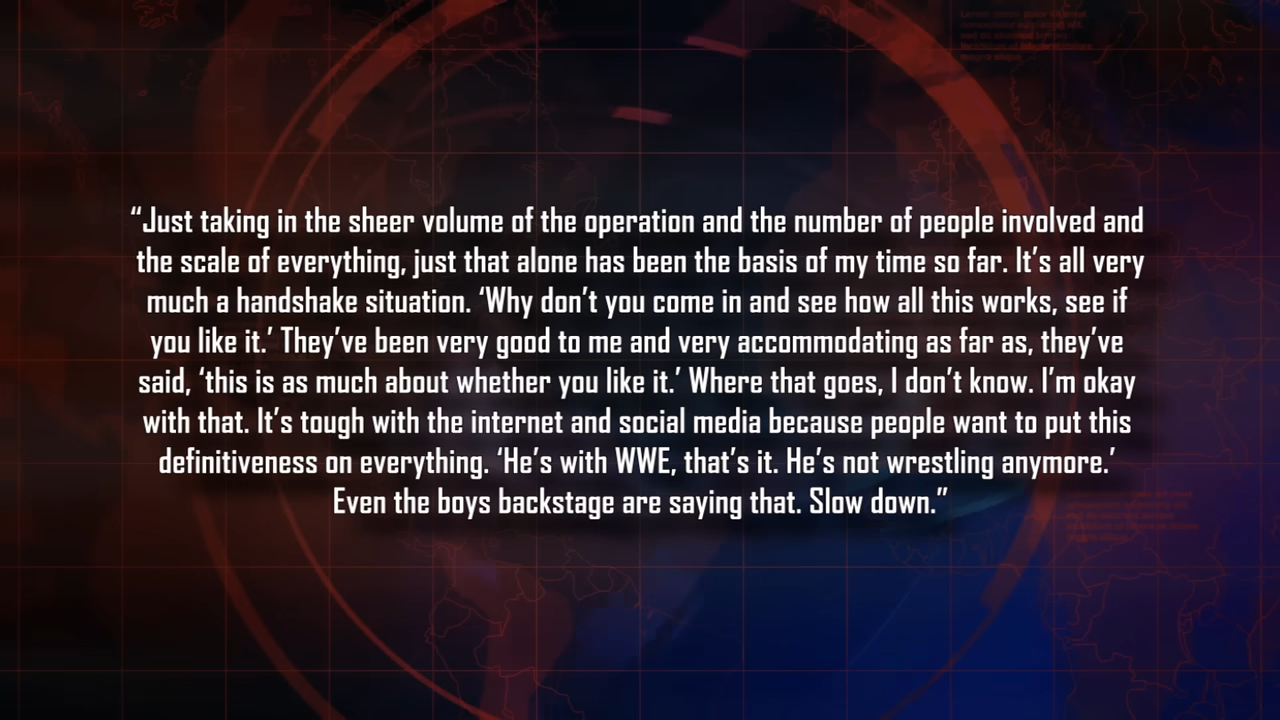 “Just taking in the sheer volume of the operation and the number of people involved and
the scale of everything, just that alone has been the basis of my time so far. It’s all very
much a handshake situation. ‘Why don’t you come in and see how all this works, see if
you like it.’ They’ve been very good to me and very accommodating as far as, they’ve
said, ‘this is as much about whether you like it.’ Where that goes, I don’t know. I’m okay
with that. It’s tough with the internet and social media because people want to put this
definitiveness on everything. ‘He’s with WWE, that’s it. He’s not wrestling anymore.’
Even the boys backstage are saying that. Slow down.”